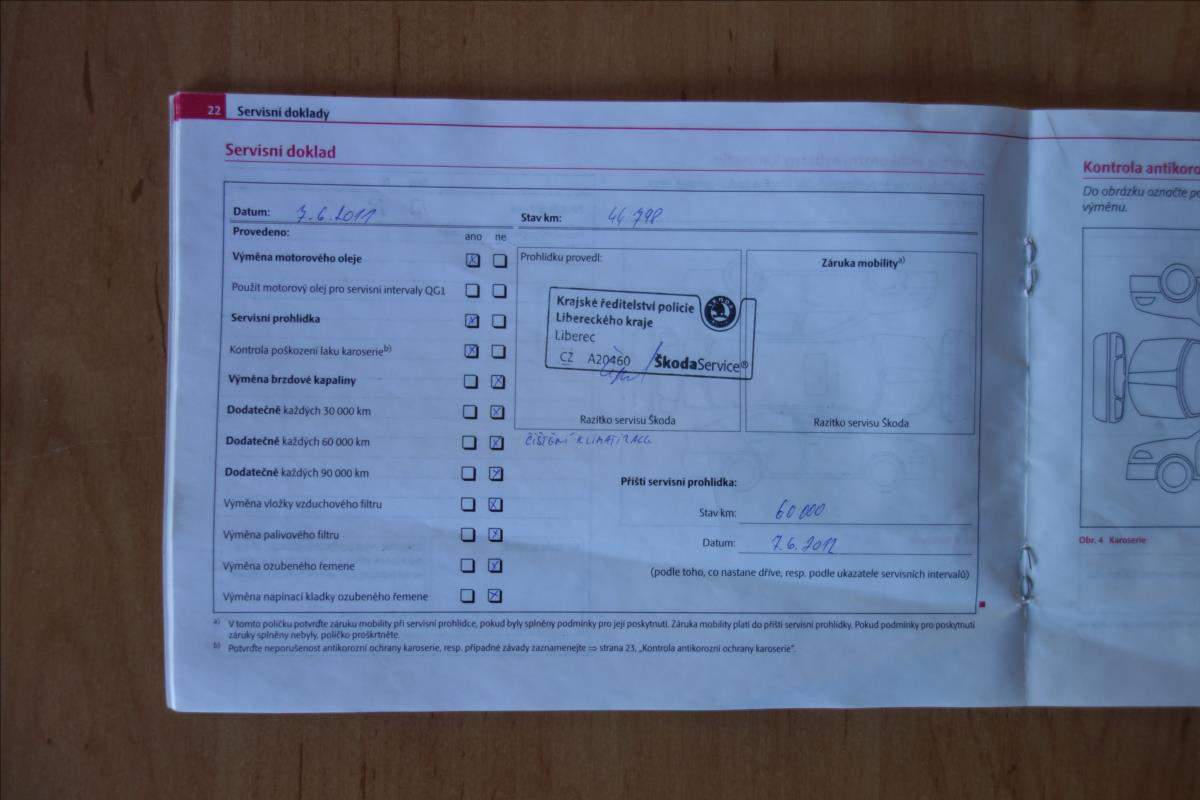 22 Servisní doklady
Servisní doklad
Datum: 7.6.2011 Stav km: 44 798
Provedeno: ano ne
Výměna motorového oleje
Použit motorový olej pro servisní intervaly QG1
Servisní prohlídka
Kontrola poškození laku karoserie b)
Výměna brzdové kapaliny
Dodatečně každých 30 000 km
Dodatečně každých 60 000 km
Dodatečně každých 90 000 km
Výměna vložky vzduchového filtru
Výměna palivového filtru
Výměna ozubeného řemene
Výměna napínací kladky ozubeného řemene
Prohlídku provedl:
Krajské ředitelství policie
Libereckého kraje
Liberec
CZ A20460 ŠkodaService®
Razítko servisu Škoda
Záruka mobility a)
Razítko servisu Škoda
ČIŠTĚNÍ KLIMATIZACE
Příští servisní prohlídka:
Stav km: 60 000
Datum: 7.6.2012
(podle toho, co nastane dříve, resp. podle ukazatele servisních intervalů)
a) V tomto políčku potvrďte záruku mobility při servisní prohlídce, pokud byly splněny podmínky pro její poskytnutí. Záruka mobility platí do příští servisní prohlídky. Pokud podmínky pro poskytnutí
záruky splněny nebyly, políčko proškrtněte.
b) Potvrďte neporušenost antikorozní ochrany karoserie, resp. případné závady zaznamenejte ⇒ strana 23, „Kontrola antikorozní ochrany karoserie".
Kontrola antikoro
Do obrázku označte po
výměnu.
Obr. 4 Karoserie